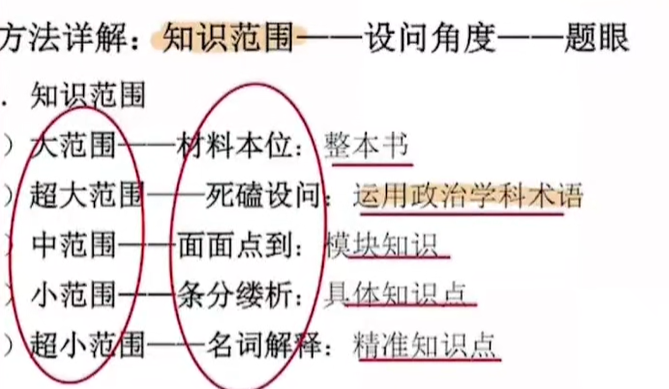 方法详解：知识范围——设问角度——题眼
．知识范围
）大范围——材料本位：整本书
）超大范围——死磕设问：运用政治学科术语
）中范围——面面点到：模块知识
）小范围——条分缕析：具体知识点
）超小范围——名词解释：精准知识点